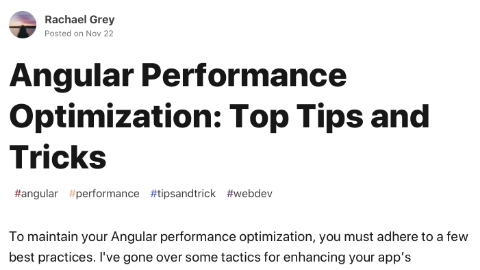 Rachael Grey
Posted on Nov 22
Angular Performance
Optimization: Top Tips and
Tricks
#angular #performance #tipsandtrick #webdev
To maintain your Angular performance optimization, you must adhere to a few
best practices. I've gone over some tactics for enhancing your app's